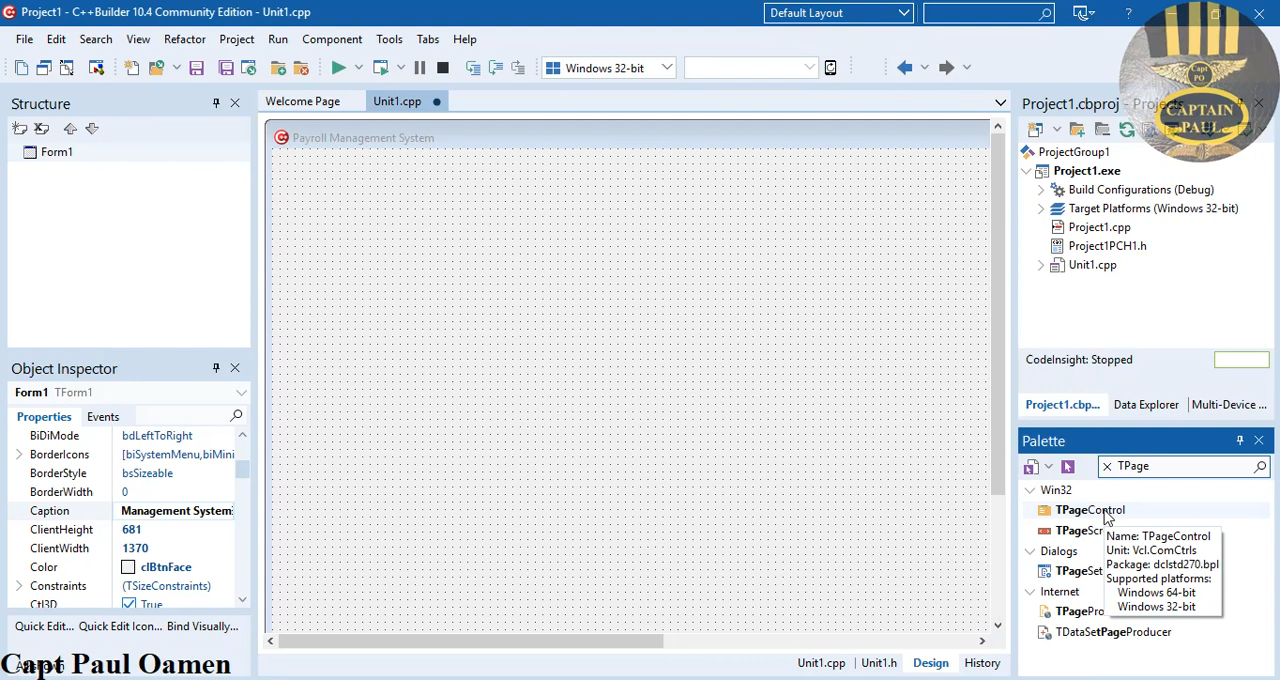 Project1 - C++Builder 10.4 Community Edition - Unit1.cpp
Default Layout
?
File Edit Search View Refactor Project Run Component Tools Tabs Help
Windows 32-bit
Structure
Form1
Welcome Page
Unit1.cpp
Payroll Management System
Object Inspector
Form1 TForm1
Properties Events
BiDiMode bdLeftToRight
BorderIcons [biSystemMenu,biMini
BorderStyle bsSizeable
BorderWidth 0
Caption Management System
ClientHeight 681
ClientWidth 1370
Color clBtnFace
Constraints (TSizeConstraints)
Ctl3D True
Quick Edit... Quick Edit Icon... Bind Visually...
Capt Paul Oamen
Unit1.cpp Unit1.h Design History
Project1.cbproj - Projects
Capt
PO
CAPTAIN
PAUL
ProjectGroup1
Project1.exe
Build Configurations (Debug)
Target Platforms (Windows 32-bit)
Project1.cpp
Project1PCH1.h
Unit1.cpp
CodeInsight: Stopped
Project1.cbp... Data Explorer Multi-Device ...
Palette
TPage
Win32
TPageControl
TPageScr
Dialogs
TPageSet
Internet
TPagePro
TDataSetPageProducer
Name: TPageControl
Unit: Vcl.ComCtrls
Package: dclstd270.bpl
Supported platforms:
Windows 64-bit
Windows 32-bit